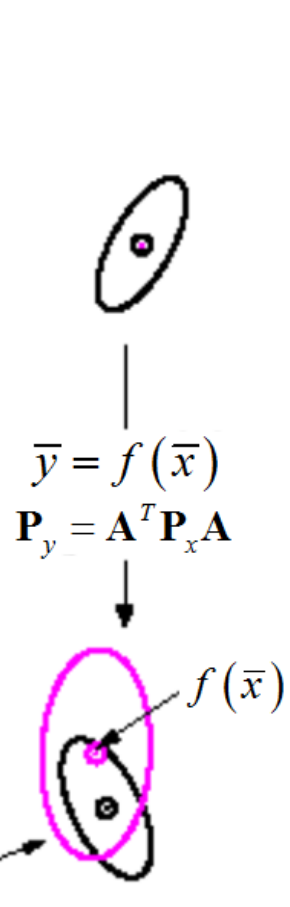 y̅ = f(x̅)
𝐏_y = 𝐀^T 𝐏_x 𝐀
f(x̅)